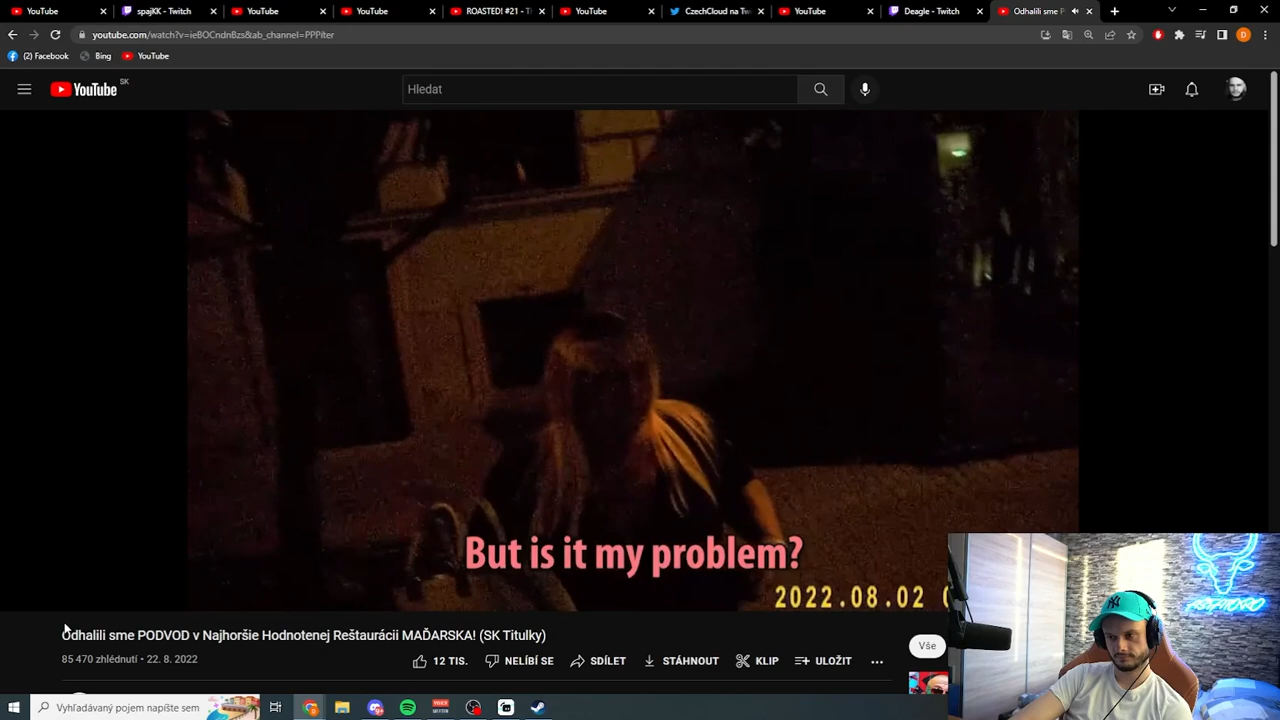 YouTube
spajKK - Twitch
YouTube
YouTube
ROASTED! #21 - Tit
YouTube
CzechCloud na Tw
YouTube
Deagle - Twitch
Odhalili sme P
youtube.com/watch?v=ieBOCndnBzs&ab_channel=PPPíter
(2) Facebook
Bing
YouTube
YouTube SK
Hledat
But is it my problem?
2022.08.02
Odhalili sme PODVOD v Najhoršie Hodnotenej Reštaurácii MAĎARSKA! (SK Titulky)
85 470 zhlédnutí • 22. 8. 2022
12 TIS.
NELÍBÍ SE
SDÍLET
STÁHNOUT
KLIP
ULOŽIT
Vše
Vyhľadávaný pojem napíšte sem